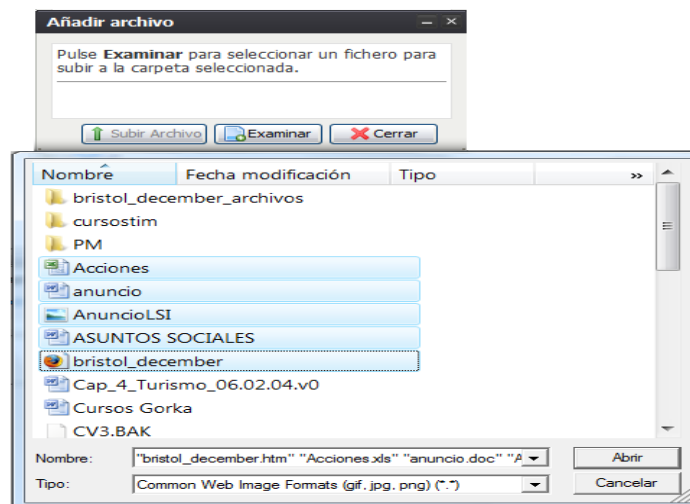 Añadir archivo
Pulse Examinar para seleccionar un fichero para
subir a la carpeta seleccionada.
Subir Archivo Examinar Cerrar
Nombre Fecha modificación Tipo »
bristol_december_archivos
cursostim
PM
Acciones
anuncio
AnuncioLSI
ASUNTOS SOCIALES
bristol_december
Cap_4_Turismo_06.02.04.v0
Cursos Gorka
CV3.BAK
Nombre: "bristol_december.htm" "Acciones.xls" "anuncio.doc" "A Abrir
Tipo: Common Web Image Formats (gif, jpg, png) (*.*) Cancelar